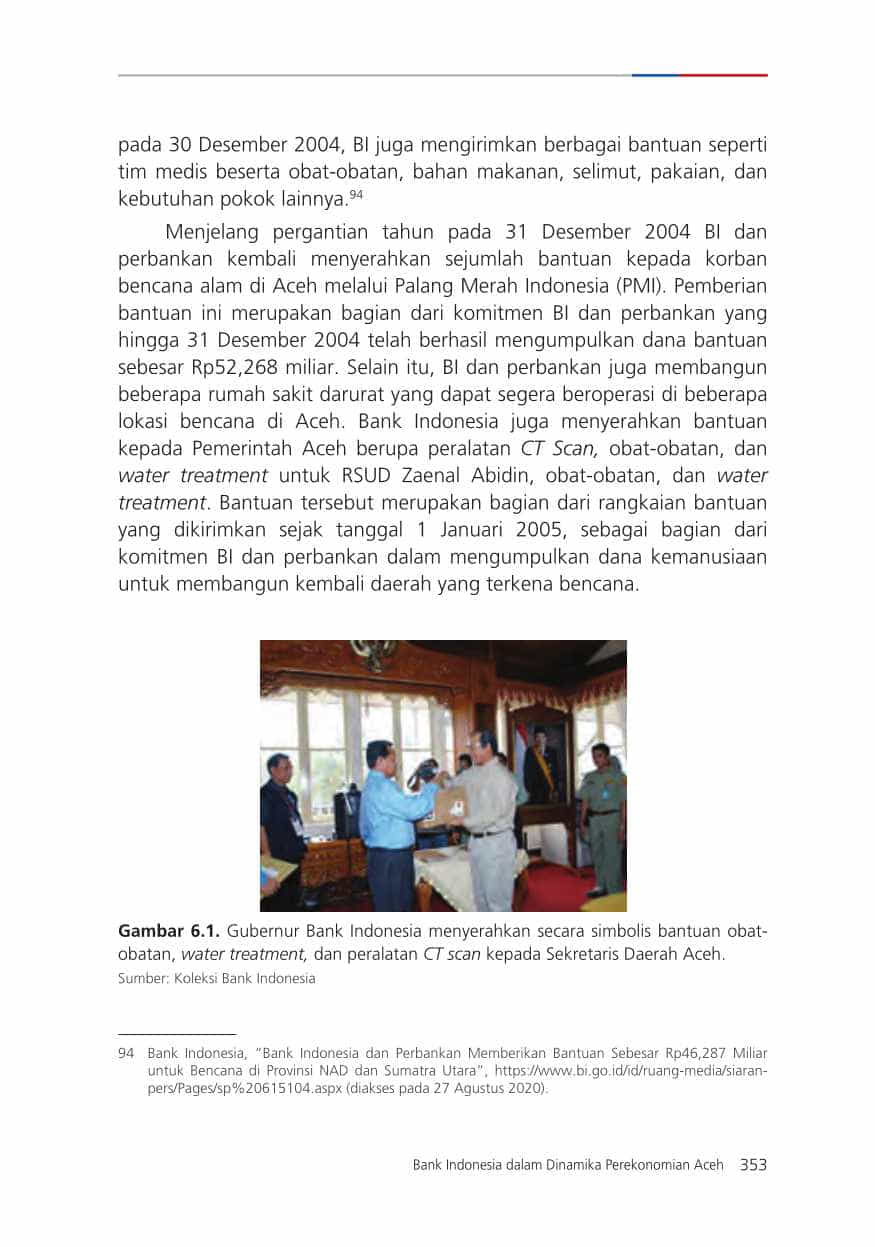 pada 30 Desember 2004, BI juga mengirimkan berbagai bantuan seperti
tim medis beserta obat-obatan, bahan makanan, selimut, pakaian, dan
kebutuhan pokok lainnya.94
Menjelang pergantian tahun pada 31 Desember 2004 BI dan
perbankan kembali menyerahkan sejumlah bantuan kepada korban
bencana alam di Aceh melalui Palang Merah Indonesia (PMI). Pemberian
bantuan ini merupakan bagian dari komitmen BI dan perbankan yang
hingga 31 Desember 2004 telah berhasil mengumpulkan dana bantuan
sebesar Rp52,268 miliar. Selain itu, BI dan perbankan juga membangun
beberapa rumah sakit darurat yang dapat segera beroperasi di beberapa
lokasi bencana di Aceh. Bank Indonesia juga menyerahkan bantuan
kepada Pemerintah Aceh berupa peralatan CT Scan, obat-obatan, dan
water treatment untuk RSUD Zaenal Abidin, obat-obatan, dan water
treatment. Bantuan tersebut merupakan bagian dari rangkaian bantuan
yang dikirimkan sejak tanggal 1 Januari 2005, sebagai bagian dari
komitmen BI dan perbankan dalam mengumpulkan dana kemanusiaan
untuk membangun kembali daerah yang terkena bencana.
Gambar 6.1. Gubernur Bank Indonesia menyerahkan secara simbolis bantuan obat-
obatan, water treatment, dan peralatan CT scan kepada Sekretaris Daerah Aceh.
Sumber: Koleksi Bank Indonesia
94 Bank Indonesia, “Bank Indonesia dan Perbankan Memberikan Bantuan Sebesar Rp46,287 Miliar
untuk Bencana di Provinsi NAD dan Sumatra Utara”, https://www.bi.go.id/id/ruang-media/siaran-
pers/Pages/sp%20615104.aspx (diakses pada 27 Agustus 2020).
Bank Indonesia dalam Dinamika Perekonomian Aceh 353